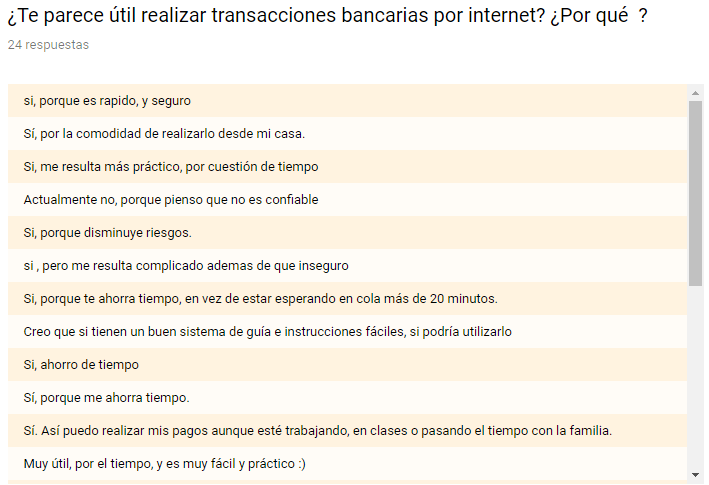 ¿Te parece útil realizar transacciones bancarias por internet? ¿Por qué  ?
24 respuestas
si, porque es rapido, y seguro
Sí, por la comodidad de realizarlo desde mi casa.
Si, me resulta más práctico, por cuestión de tiempo
Actualmente no, porque pienso que no es confiable
Si, porque disminuye riesgos.
si , pero me resulta complicado ademas de que inseguro
Si, porque te ahorra tiempo, en vez de estar esperando en cola más de 20 minutos.
Creo que si tienen un buen sistema de guía e instrucciones fáciles, si podría utilizarlo
Si, ahorro de tiempo
Sí, porque me ahorra tiempo.
Sí. Así puedo realizar mis pagos aunque esté trabajando, en clases o pasando el tiempo con la familia.
Muy útil, por el tiempo, y es muy fácil y práctico :)